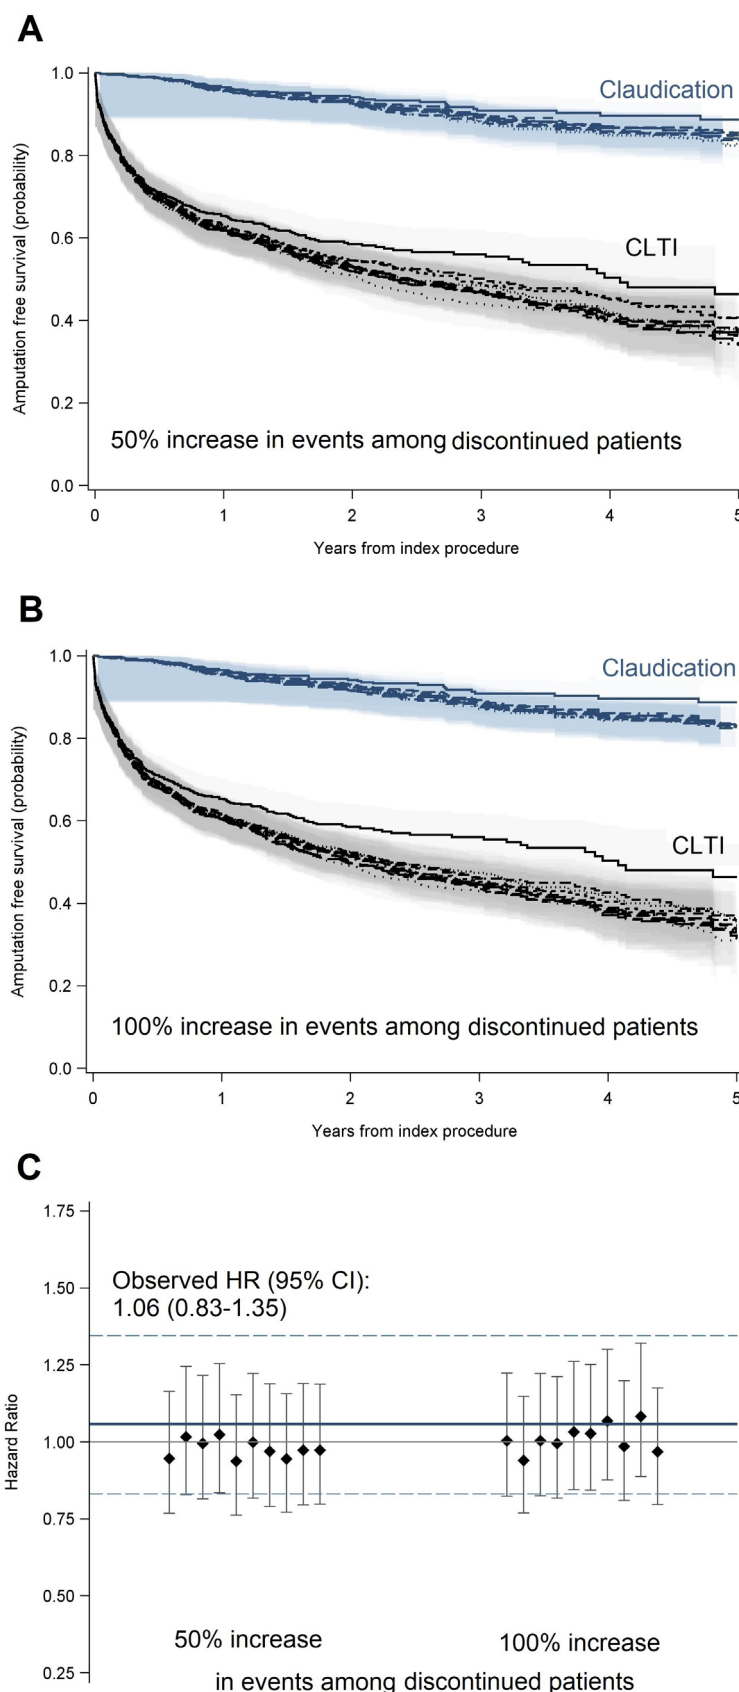 A
1.0
0.8
0.6
0.4
0.2
0.0
Amputation free survival (probability)
Claudication
CLTI
50% increase in events among discontinued patients
0 1 2 3 4 5
Years from index procedure
B
1.0
0.8
0.6
0.4
0.2
0.0
Amputation free survival (probability)
Claudication
CLTI
100% increase in events among discontinued patients
0 1 2 3 4 5
Years from index procedure
C
1.75
1.50
1.25
1.00
0.75
0.50
0.25
Hazard Ratio
Observed HR (95% CI):
1.06 (0.83-1.35)
50% increase 100% increase
in events among discontinued patients